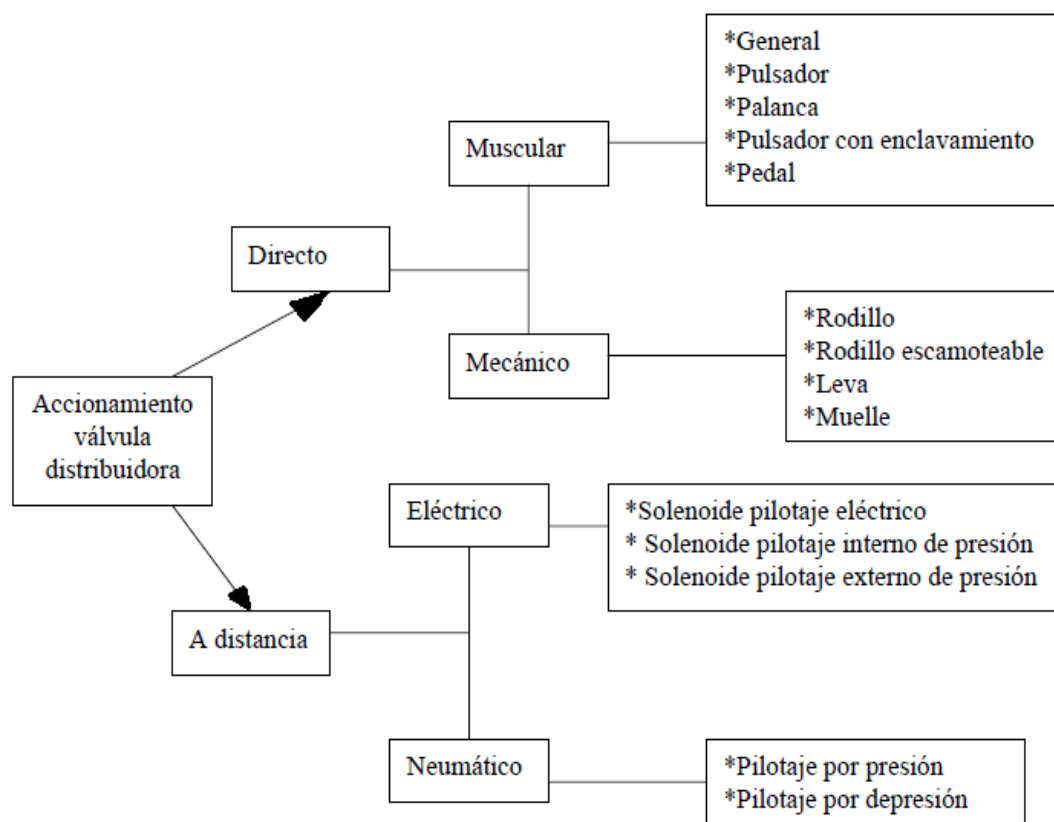 *General
*Pulsador
*Palanca
*Pulsador con enclavamiento
*Pedal
Muscular
Directo
Mecánico
*Rodillo
*Rodillo escamoteable
*Leva
*Muelle
Accionamiento
válvula
distribuidora
Eléctrico
*Solenoide pilotaje eléctrico
* Solenoide pilotaje interno de presión
* Solenoide pilotaje externo de presión
A distancia
Neumático
*Pilotaje por presión
*Pilotaje por depresión